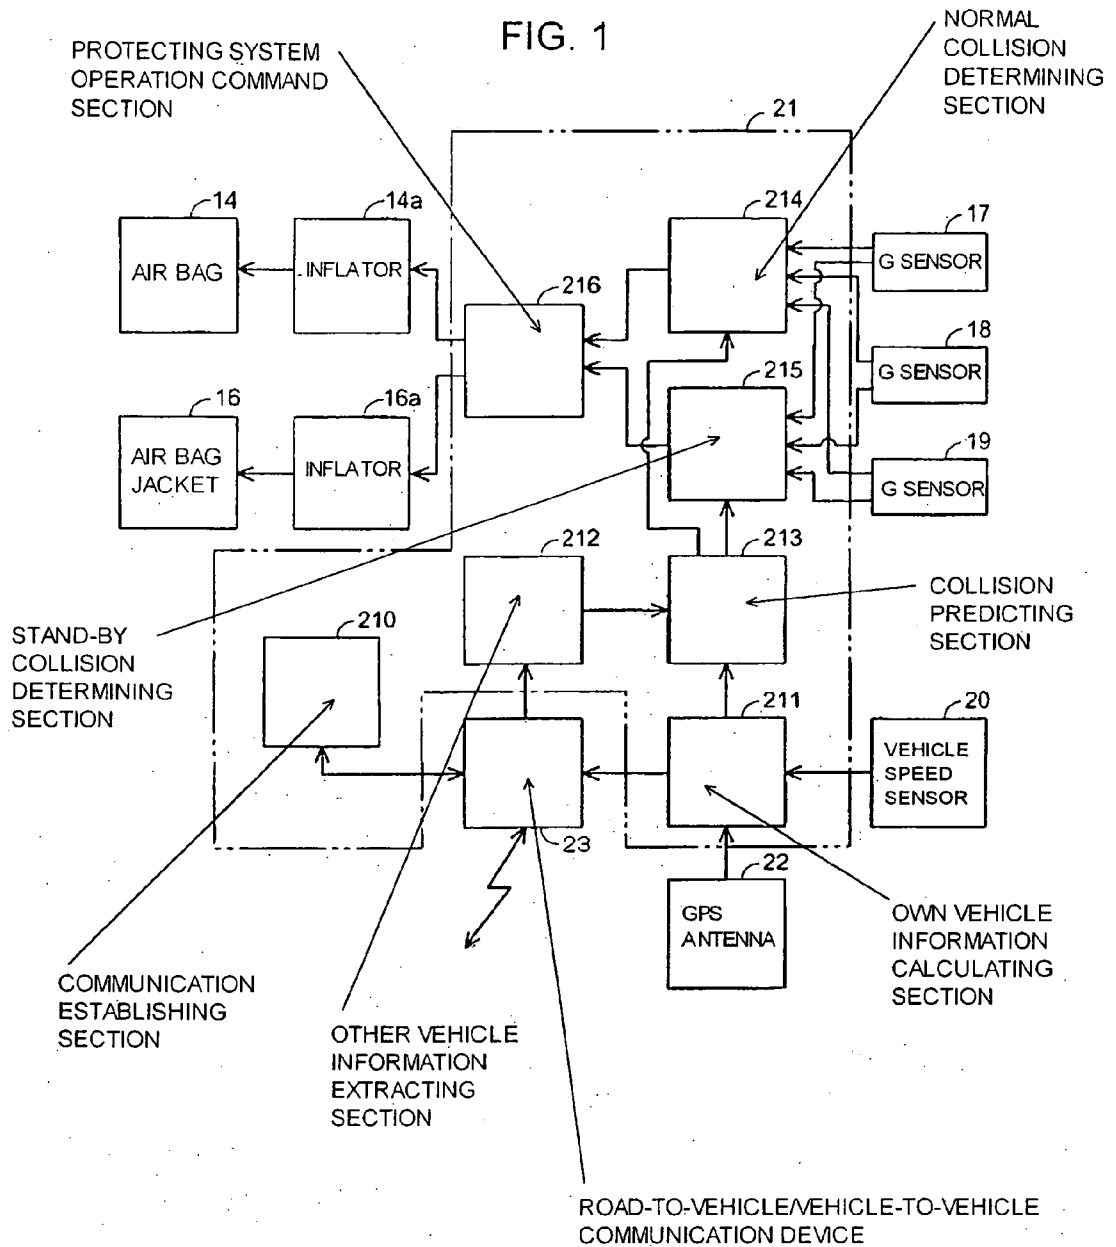 FIG. 1
PROTECTING SYSTEM
OPERATION COMMAND
SECTION
NORMAL
COLLISION
DETERMINING
SECTION
21
14
14a
214
17
AIR BAG
INFLATOR
216
G SENSOR
18
215
G SENSOR
16
16a
19
AIR BAG
JACKET
INFLATOR
G SENSOR
212
213
COLLISION
PREDICTING
SECTION
STAND-BY
COLLISION
DETERMINING
SECTION
210
211
20
VEHICLE
SPEED
SENSOR
23
22
GPS
ANTENNA
OWN VEHICLE
INFORMATION
CALCULATING
SECTION
COMMUNICATION
ESTABLISHING
SECTION
OTHER VEHICLE
INFORMATION
EXTRACTING
SECTION
ROAD-TO-VEHICLE/VEHICLE-TO-VEHICLE
COMMUNICATION DEVICE